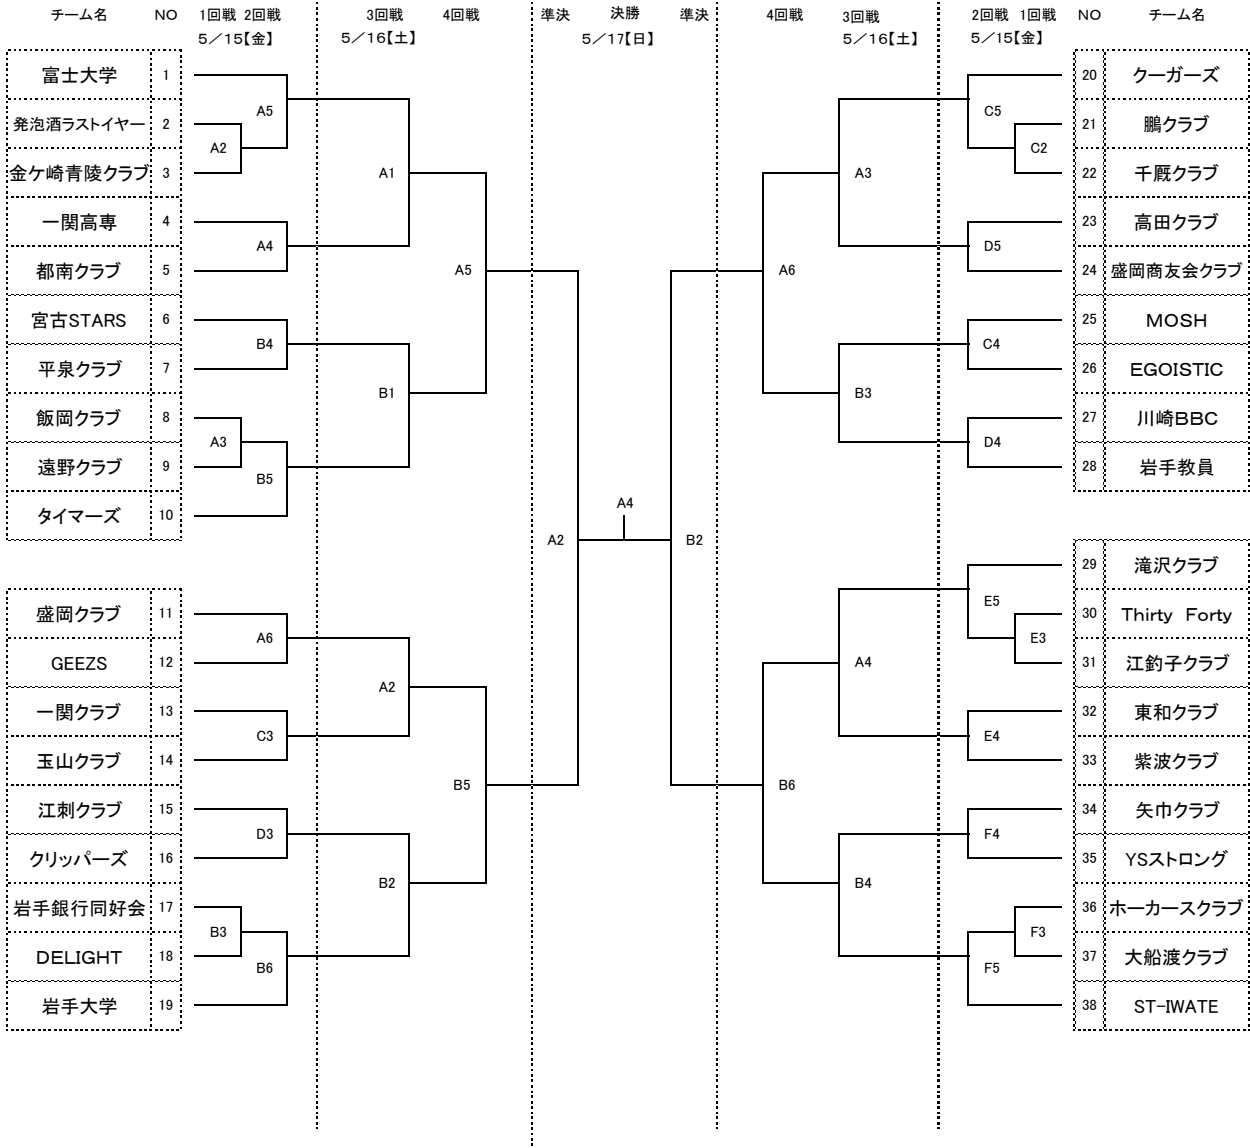 チーム名 NO 1回戦 2回戦 3回戦 4回戦 準決 決勝 準決 4回戦 3回戦 2回戦 1回戦 NO チーム名
5／15【金】 5／16【土】 5／17【日】 5／16【土】 5／15【金】
富士大学 1
発泡酒ラストイヤー 2
金ケ崎青陵クラブ 3
一関高専 4
都南クラブ 5
宮古STARS 6
平泉クラブ 7
飯岡クラブ 8
遠野クラブ 9
タイマーズ 10
盛岡クラブ 11
GEEZS 12
一関クラブ 13
玉山クラブ 14
江刺クラブ 15
クリッパーズ 16
岩手銀行同好会 17
DELIGHT 18
岩手大学 19
A5
A2
A4
B4
A3
B5
A6
C3
D3
B3
B6
A1
B1
A2
B2
A5
B5
A2
A4
B2
A6
B6
A3
B3
A4
B4
C5
C2
D5
C4
D4
E5
E3
E4
F4
F3
F5
20 クーガーズ
21 鵬クラブ
22 千厩クラブ
23 高田クラブ
24 盛岡商友会クラブ
25 MOSH
26 EGOISTIC
27 川崎BBC
28 岩手教員
29 滝沢クラブ
30 Thirty Forty
31 江釣子クラブ
32 東和クラブ
33 紫波クラブ
34 矢巾クラブ
35 YSストロング
36 ホーカースクラブ
37 大船渡クラブ
38 ST-IWATE